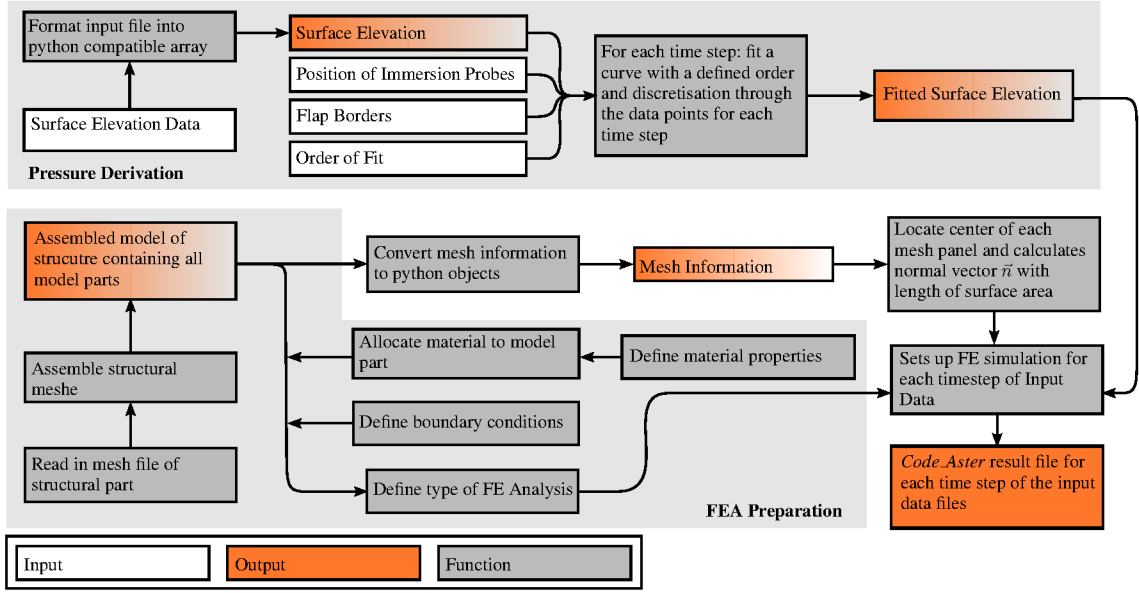 Format input file into
python compatible array
Surface Elevation Data
Pressure Derivation
Surface Elevation
Position of Immersion Probes
Flap Borders
Order of Fit
For each time step: fit a
curve with a defined order
and discretisation through
the data points for each
time step
Fitted Surface Elevation
Assembled model of
strucutre containing all
model parts
Assemble structural
meshe
Read in mesh file of
structural part
Convert mesh information
to python objects
Mesh Information
Locate center of each
mesh panel and calculates
normal vector n⃗ with
length of surface area
Allocate material to model
part
Define material properties
Define boundary conditions
Define type of FE Analysis
FEA Preparation
Sets up FE simulation for
each timestep of Input
Data
Code_Aster result file for
each time step of the input
data files
Input
Output
Function